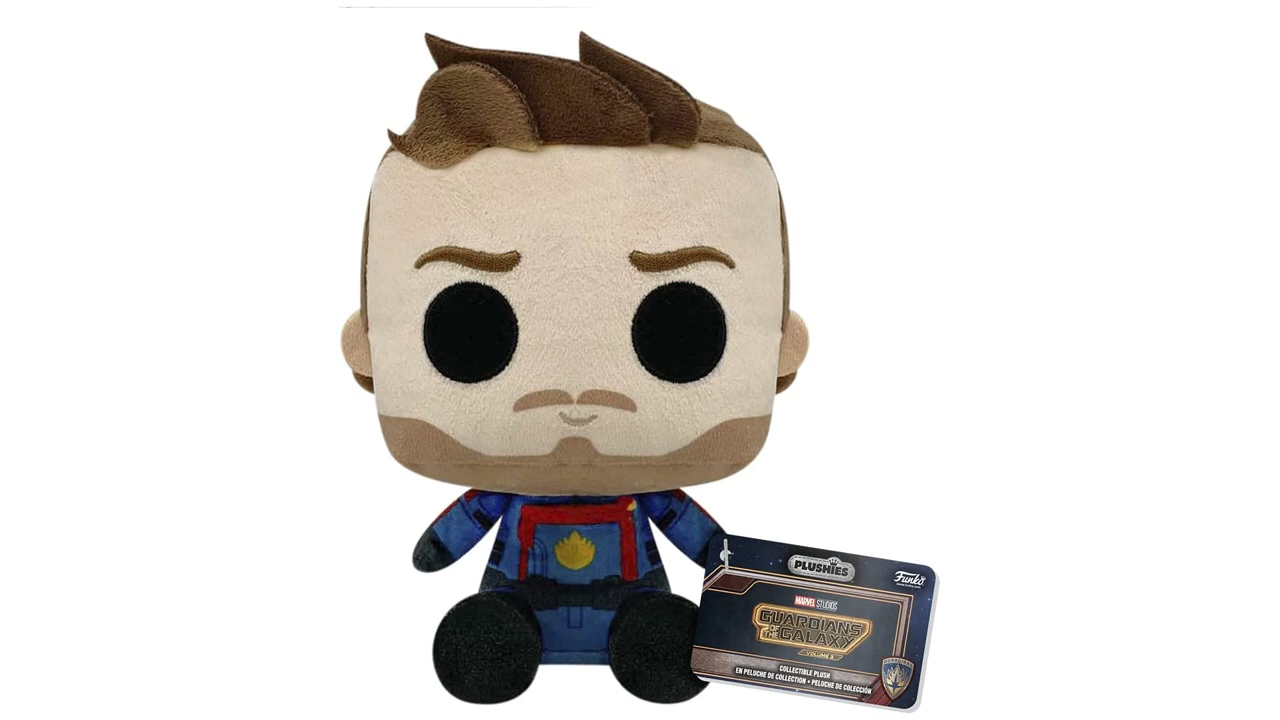 PLUSHIES
Funko
MARVEL STUDIOS
GUARDIANS
OF THE GALAXY
VOLUME 3
COLLECTIBLE PLUSH
EN PELUCHE DE COLLECTION • PELUCHE DE COLECCIÓN